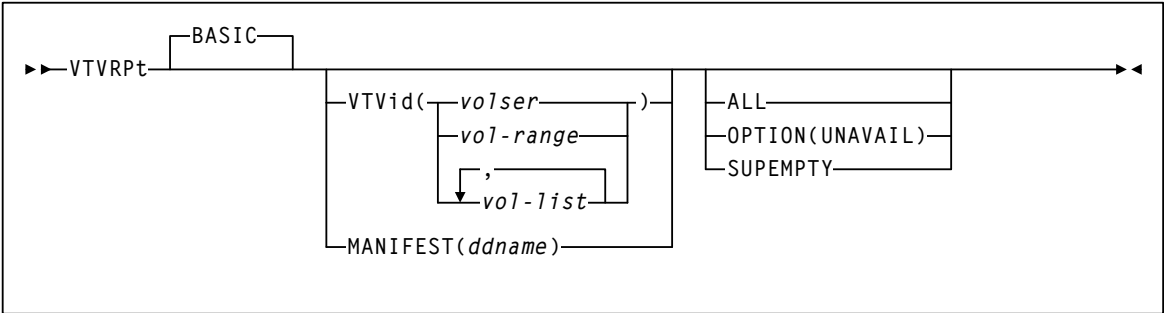 BASIC
VTVRPt
VTVid( volser )
vol-range
,
vol-list
MANIFEST(ddname)
ALL
OPTION(UNAVAIL)
SUPEMPTY